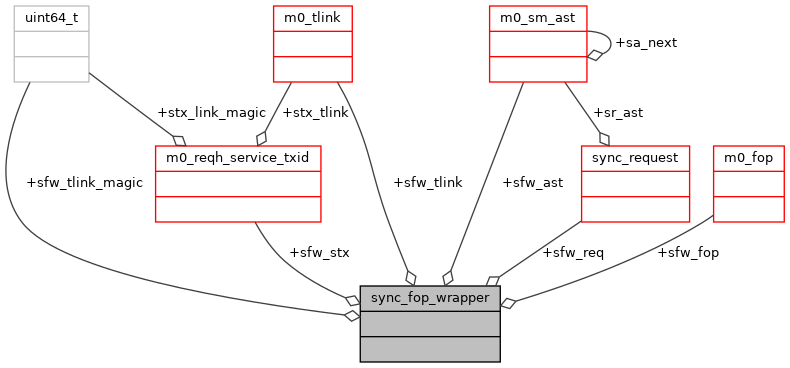 uint64_t
m0_tlink
m0_sm_ast
+sa_next
+stx_link_magic
+stx_tlink
+sr_ast
m0_reqh_service_txid
sync_request
m0_fop
+sfw_tlink_magic
+sfw_tlink
+sfw_ast
+sfw_stx
+sfw_req
+sfw_fop
sync_fop_wrapper